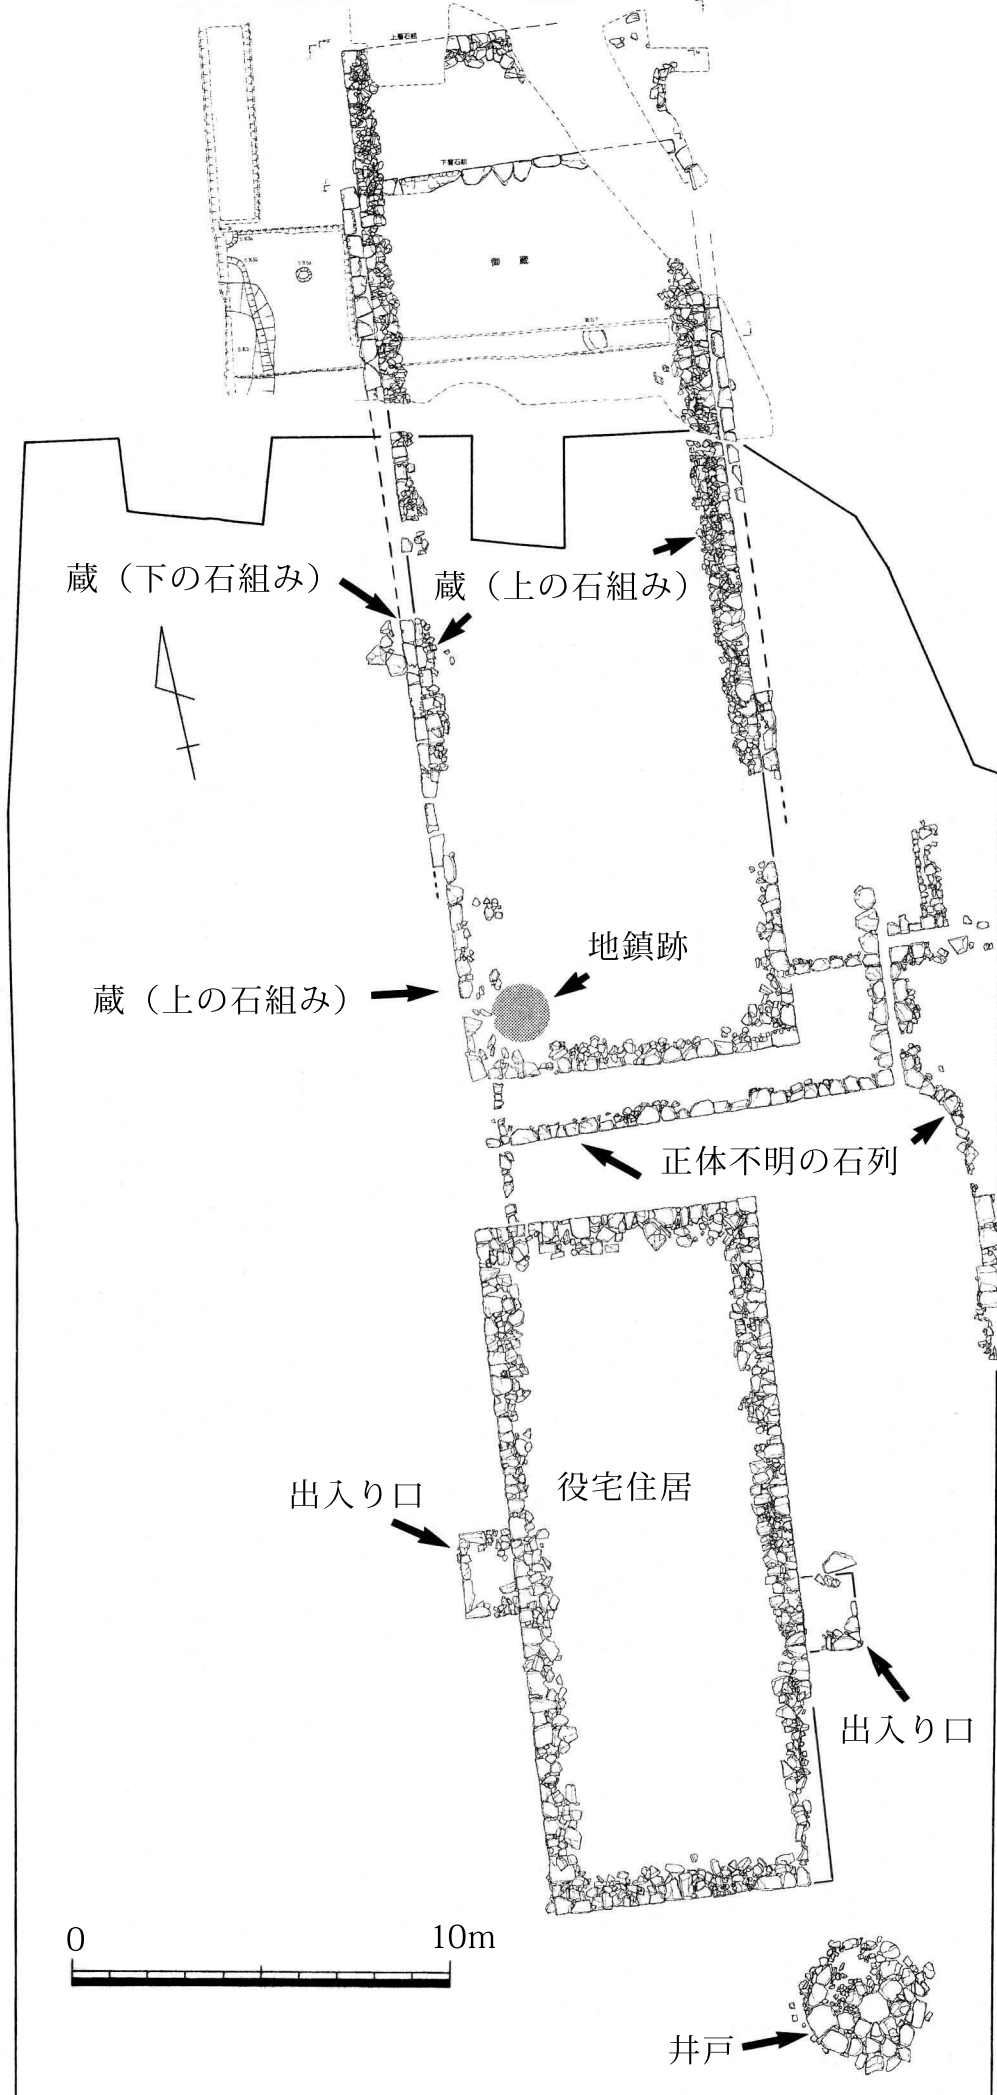 上層石組
下層石組
御蔵
蔵（下の石組み）
蔵（上の石組み）
地鎮跡
蔵（上の石組み）
正体不明の石列
役宅住居
出入り口
出入り口
0
10m
井戸